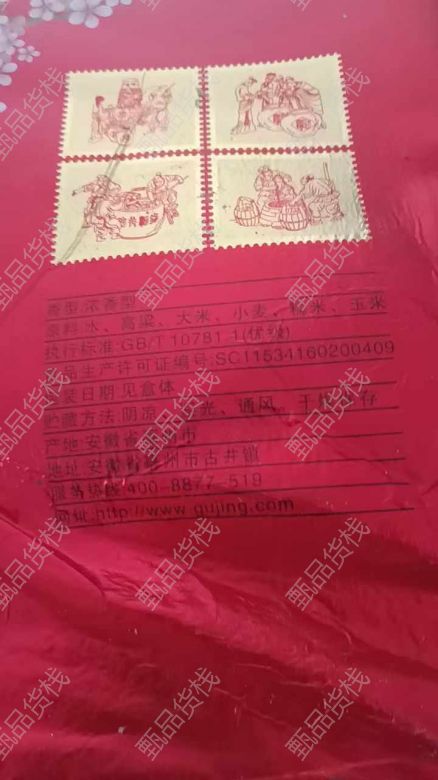 香型:浓香型
原料:水、高粱、大米、小麦、糯米、玉米
执行标准:GB/T 10781.1(优级)
食品生产许可证编号:SC11534160200409
包装日期:见盒体
贮藏方法:阴凉、避光、通风、干燥贮存
产地:安徽省亳州市
地址:安徽省亳州市古井镇
服务热线:400-8877-519
网址:http://www.gujing.com
甄品货栈